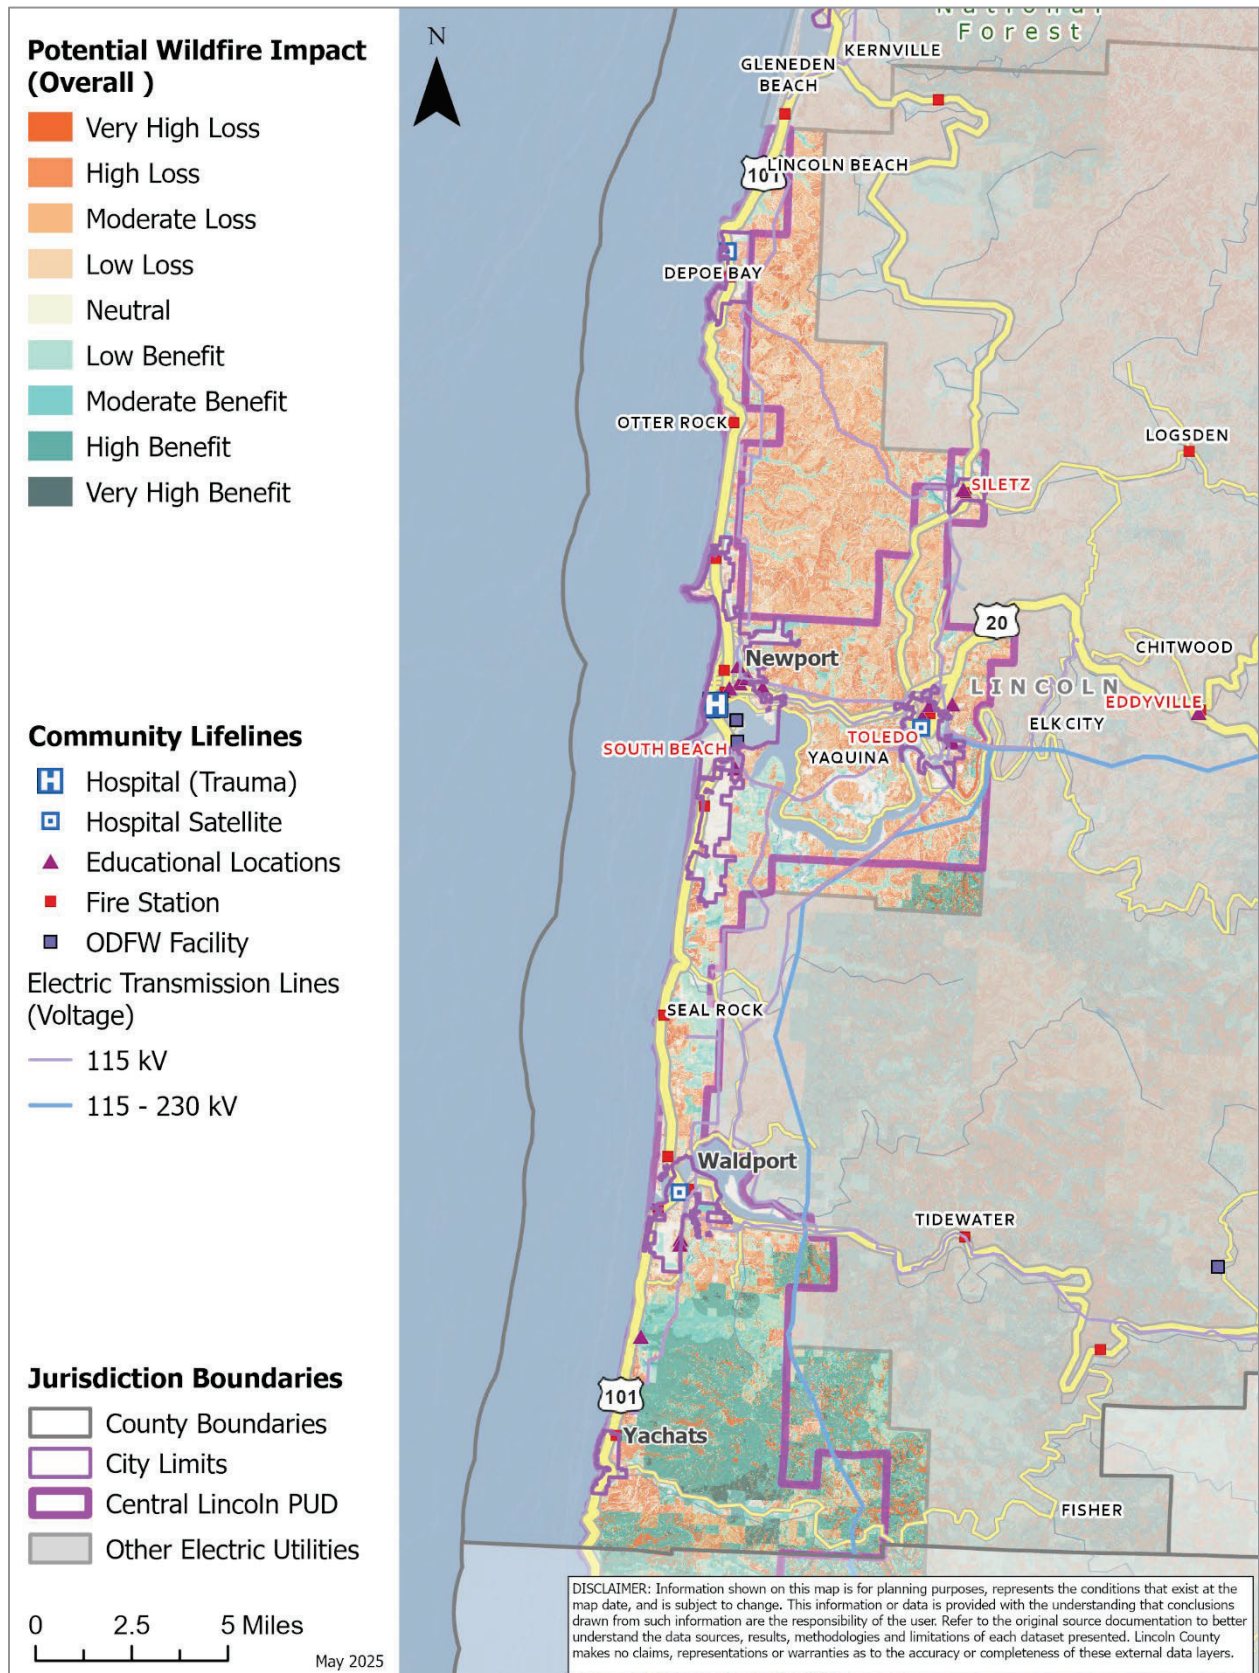 Potential Wildfire Impact
(Overall )
Very High Loss
High Loss
Moderate Loss
Low Loss
Neutral
Low Benefit
Moderate Benefit
High Benefit
Very High Benefit
Community Lifelines
H
Hospital (Trauma)
Hospital Satellite
Educational Locations
Fire Station
ODFW Facility
Electric Transmission Lines
(Voltage)
115 kV
115 - 230 kV
Jurisdiction Boundaries
County Boundaries
City Limits
Central Lincoln PUD
Other Electric Utilities
0 2.5 5 Miles
May 2025
N
National
Forest
KERNVILLE
GLENEDEN
BEACH
LINCOLN BEACH
101
DEPOE BAY
OTTER ROCK
LOGSDEN
SILETZ
20
CHITWOOD
Newport
LINCOLN
EDDYVILLE
H
ELK CITY
TOLEDO
SOUTH BEACH
YAQUINA
SEAL ROCK
Waldport
TIDEWATER
101
Yachats
FISHER
DISCLAIMER: Information shown on this map is for planning purposes, represents the conditions that exist at the
map date, and is subject to change. This information or data is provided with the understanding that conclusions
drawn from such information are the responsibility of the user. Refer to the original source documentation to better
understand the data sources, results, methodologies and limitations of each dataset presented. Lincoln County
makes no claims, representations or warranties as to the accuracy or completeness of these external data layers.